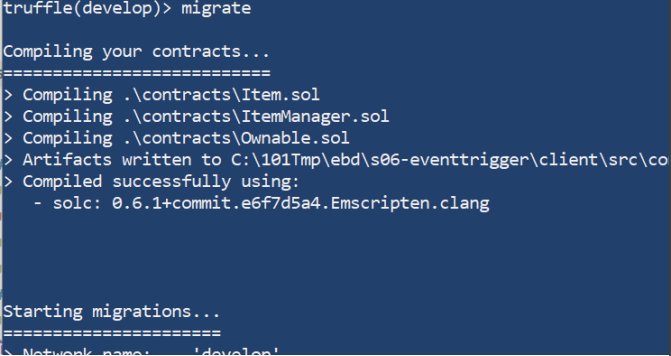 truffle(develop)> migrate
Compiling your contracts...
===========================
> Compiling .\contracts\Item.sol
> Compiling .\contracts\ItemManager.sol
> Compiling .\contracts\Ownable.sol
> Artifacts written to C:\101Tmp\ebd\s06-eventtrigger\client\src\co
> Compiled successfully using:
- solc: 0.6.1+commit.e6f7d5a4.Emscripten.clang
Starting migrations...
======================
> Network name: 'develop'